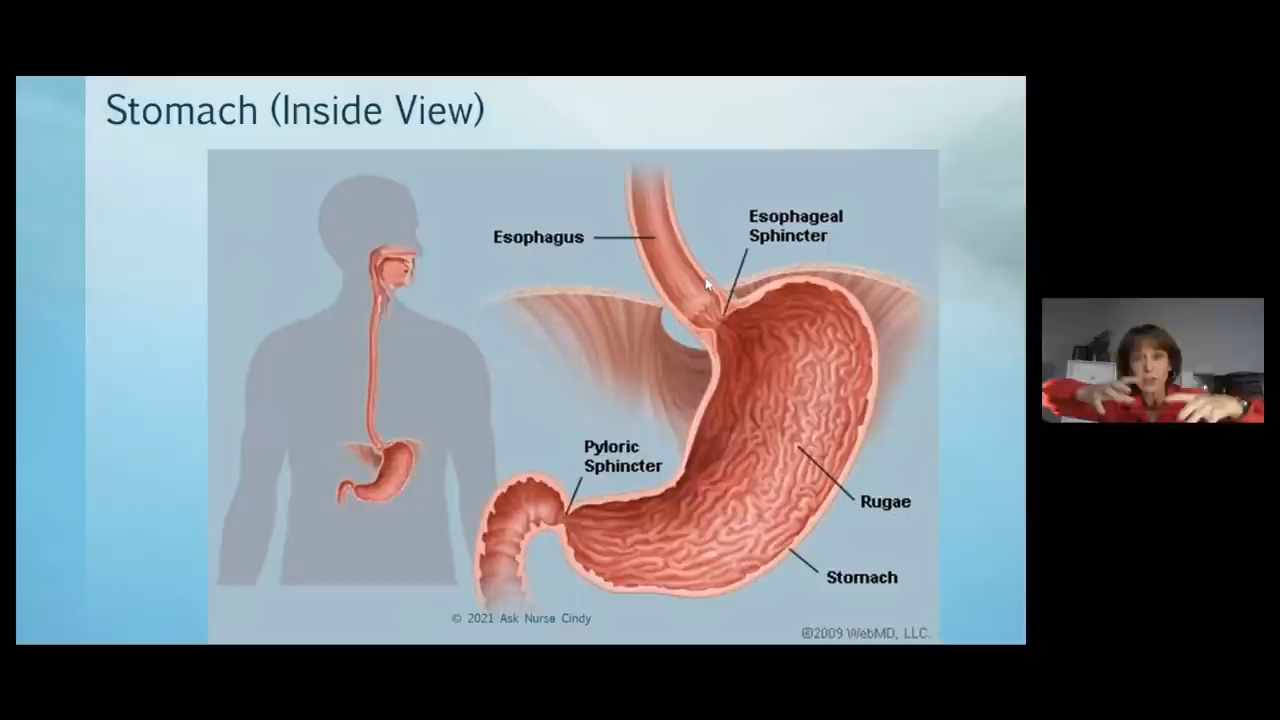 Stomach (Inside View)
Esophagus
Esophageal
Sphincter
Pyloric
Sphincter
Rugae
Stomach
© 2021 Ask Nurse Cindy
©2009 WebMD, LLC.